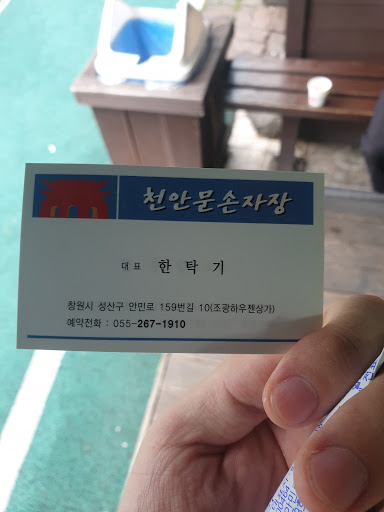 천안문손자장
대표 한탁기
창원시 성산구 안민로 159번길 10(조광하우젠상가)
예약전화 : 055-267-1910